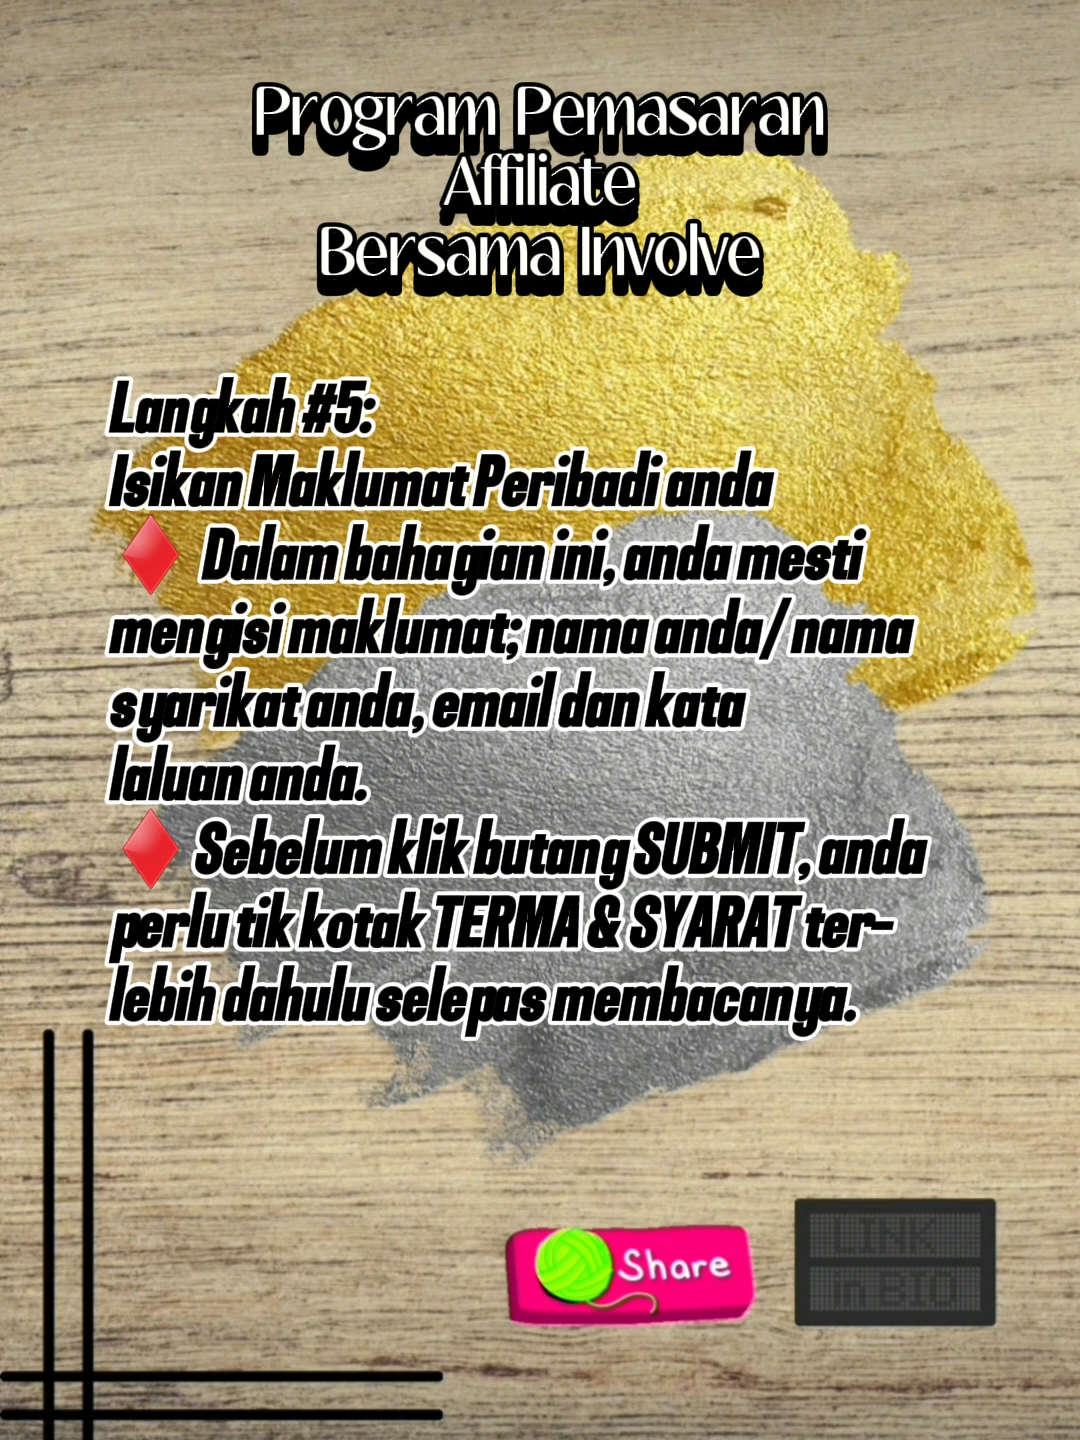 Program Pemasaran
Affiliate
Bersama Involve
Langkah #5:
Isikan Maklumat Peribadi anda
♦️ Dalam bahagian ini, anda mesti
mengisi maklumat; nama anda/ nama
syarikat anda, email dan kata
laluan anda.
♦️ Sebelum klik butang SUBMIT, anda
perlu tik kotak TERMA & SYARAT ter-
lebih dahulu selepas membacanya.
Share
LINK
in BIO